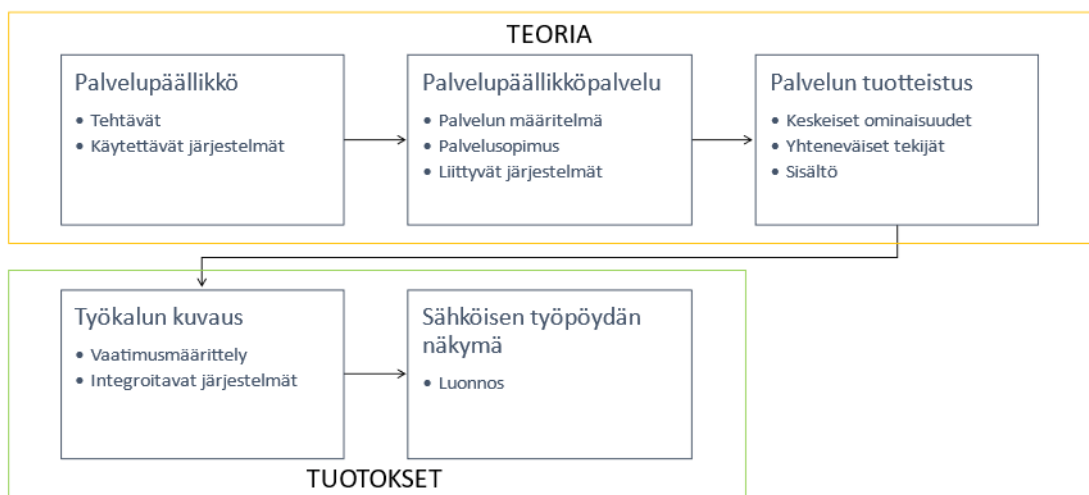 TEORIA
Palvelupäällikkö
• Tehtävät
• Käytettävät järjestelmät
Palvelupäällikköpalvelu
• Palvelun määritelmä
• Palvelusopimus
• Liittyvät järjestelmät
Palvelun tuotteistus
• Keskeiset ominaisuudet
• Yhteneväiset tekijät
• Sisältö
Työkalun kuvaus
• Vaatimusmäärittely
• Integroitavat järjestelmät
Sähköisen työpöydän
näkymä
• Luonnos
TUOTOKSET